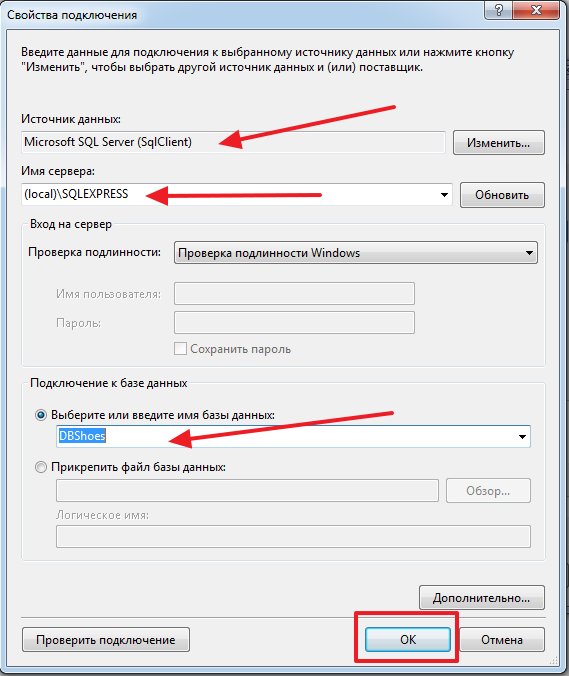 Свойства подключения
Введите данные для подключения к выбранному источнику данных или нажмите кнопку
"Изменить", чтобы выбрать другой источник данных и (или) поставщик.
Источник данных:
Microsoft SQL Server (SqlClient)
Изменить...
Имя сервера:
(local)\SQLEXPRESS
Обновить
Вход на сервер
Проверка подлинности:
Проверка подлинности Windows
Имя пользователя:
Пароль:
Сохранить пароль
Подключение к базе данных
Выберите или введите имя базы данных:
DBShoes
Прикрепить файл базы данных:
Обзор...
Логическое имя:
Дополнительно...
Проверить подключение
ОК
Отмена